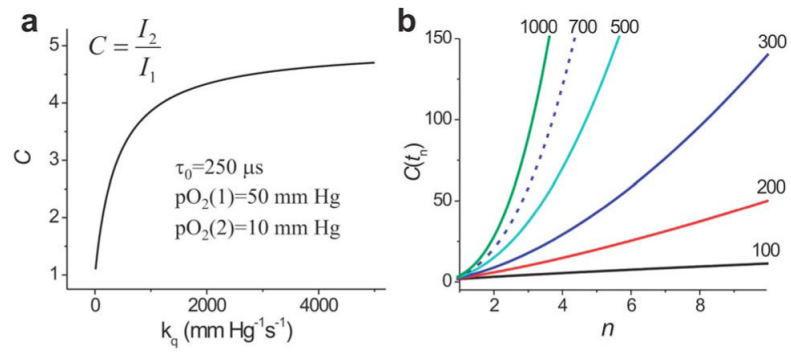 a
C = I₂ / I₁
5
4
3
2
1
C
τ₀=250 μs
pO₂(1)=50 mm Hg
pO₂(2)=10 mm Hg
0 2000 4000
k_q (mm Hg⁻¹s⁻¹)
b
150
100
50
0
C(tₙ)
1000 700 500
300
200
100
2 4 6 8
n